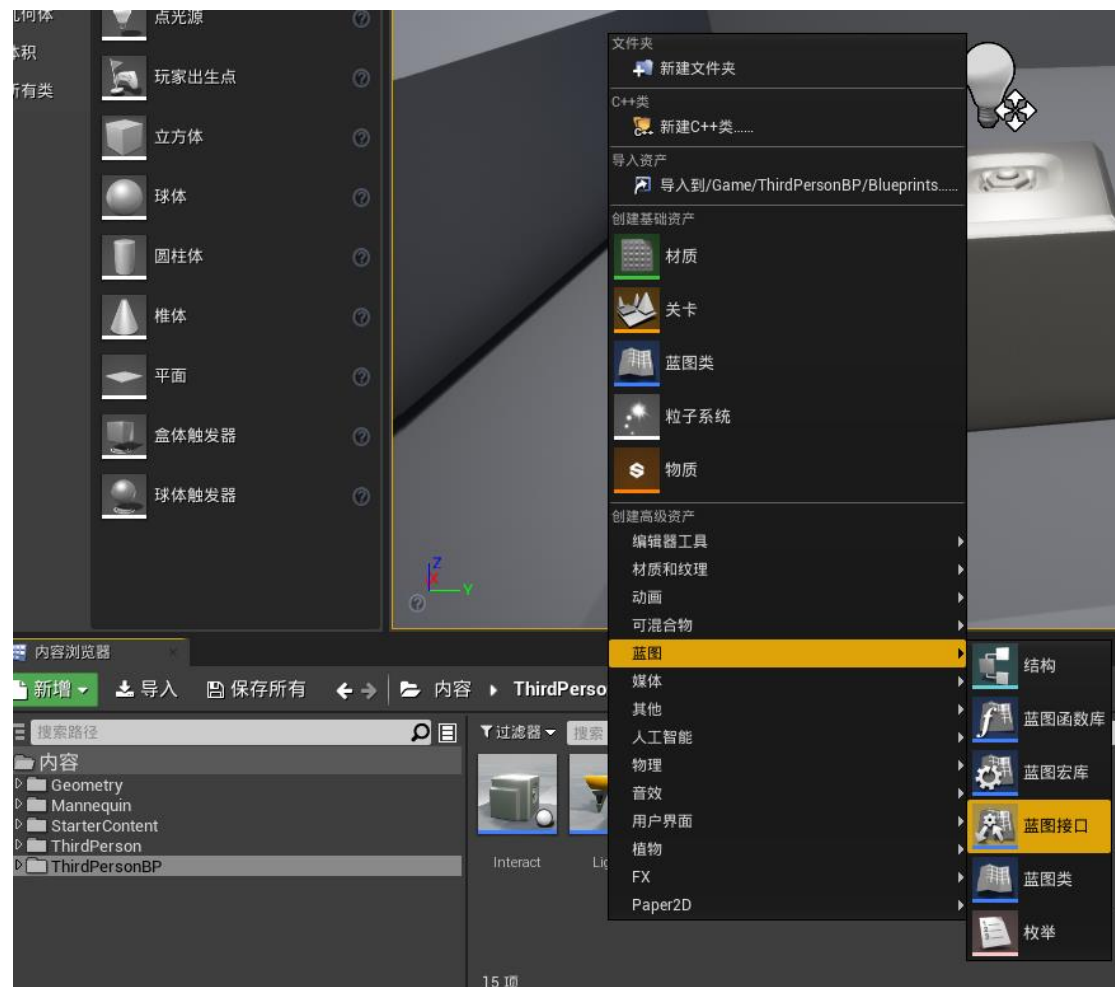 几何体
点光源
体积
玩家出生点
所有类
立方体
球体
圆柱体
椎体
平面
盒体触发器
球体触发器
文件夹
新建文件夹
C++类
新建C++类......
导入资产
导入到/Game/ThirdPersonBP/Blueprints......
创建基础资产
材质
关卡
蓝图类
粒子系统
物质
创建高级资产
编辑器工具
材质和纹理
动画
可混合物
蓝图
媒体
其他
人工智能
物理
音效
用户界面
植物
FX
Paper2D
结构
蓝图函数库
蓝图宏库
蓝图接口
蓝图类
枚举
Z
X
Y
内容浏览器
新增 导入 保存所有 内容 ThirdPerso
搜索路径
过滤器 搜索
内容
Geometry
Mannequin
StarterContent
ThirdPerson
ThirdPersonBP
Interact Lig
15 项